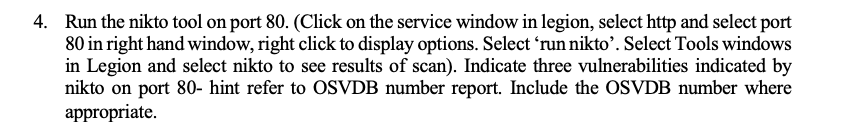 4. Run the nikto tool on port 80. (Click on the service window in legion, select http and select port
80 in right hand window, right click to display options. Select ‘run nikto’. Select Tools windows
in Legion and select nikto to see results of scan). Indicate three vulnerabilities indicated by
nikto on port 80- hint refer to OSVDB number report. Include the OSVDB number where
appropriate.